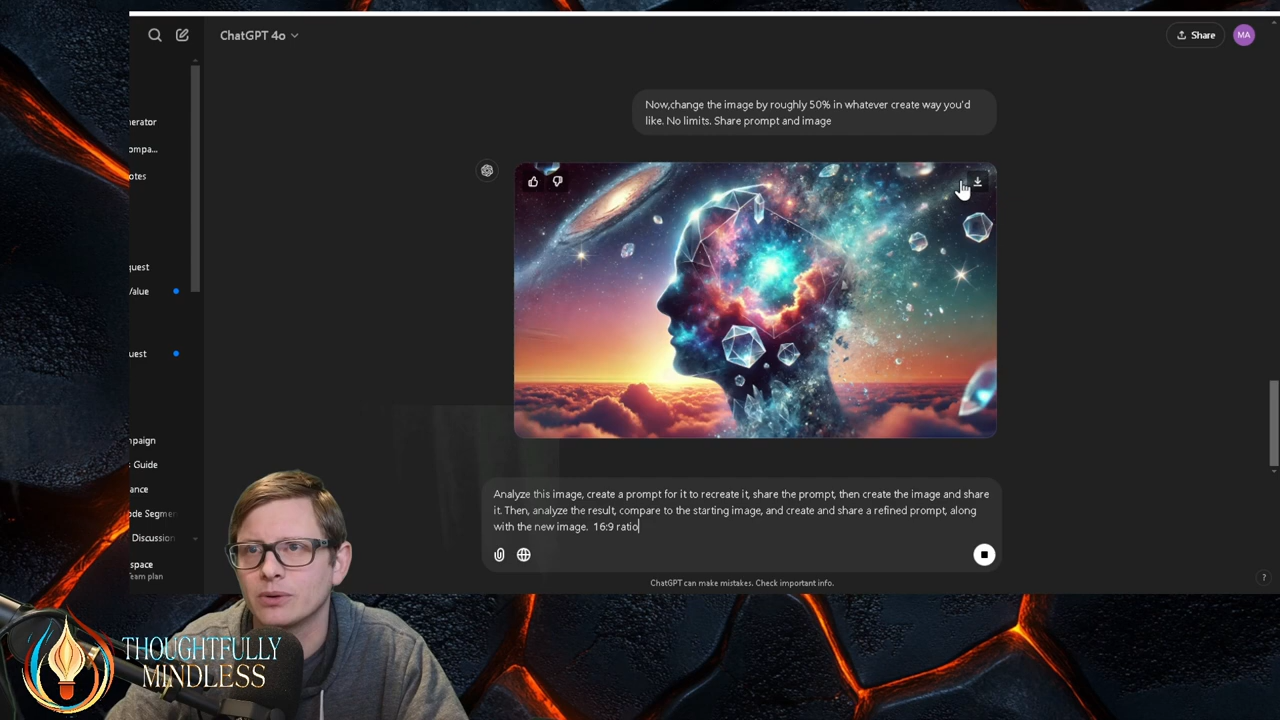 ChatGPT 4o
Share
MA
Now,change the image by roughly 50% in whatever create way you'd
like. No limits. Share prompt and image
nerator
ompa...
otes
quest
Value
uest
npaign
s Guide
ance
ode Segmen
Discussion
space
Team plan
Analyze this image, create a prompt for it to recreate it, share the prompt, then create the image and share
it. Then, analyze the result, compare to the starting image, and create and share a refined prompt, along
with the new image. 16:9 ratio
ChatGPT can make mistakes. Check important info.
?
THOUGHTFULLY
MINDLESS